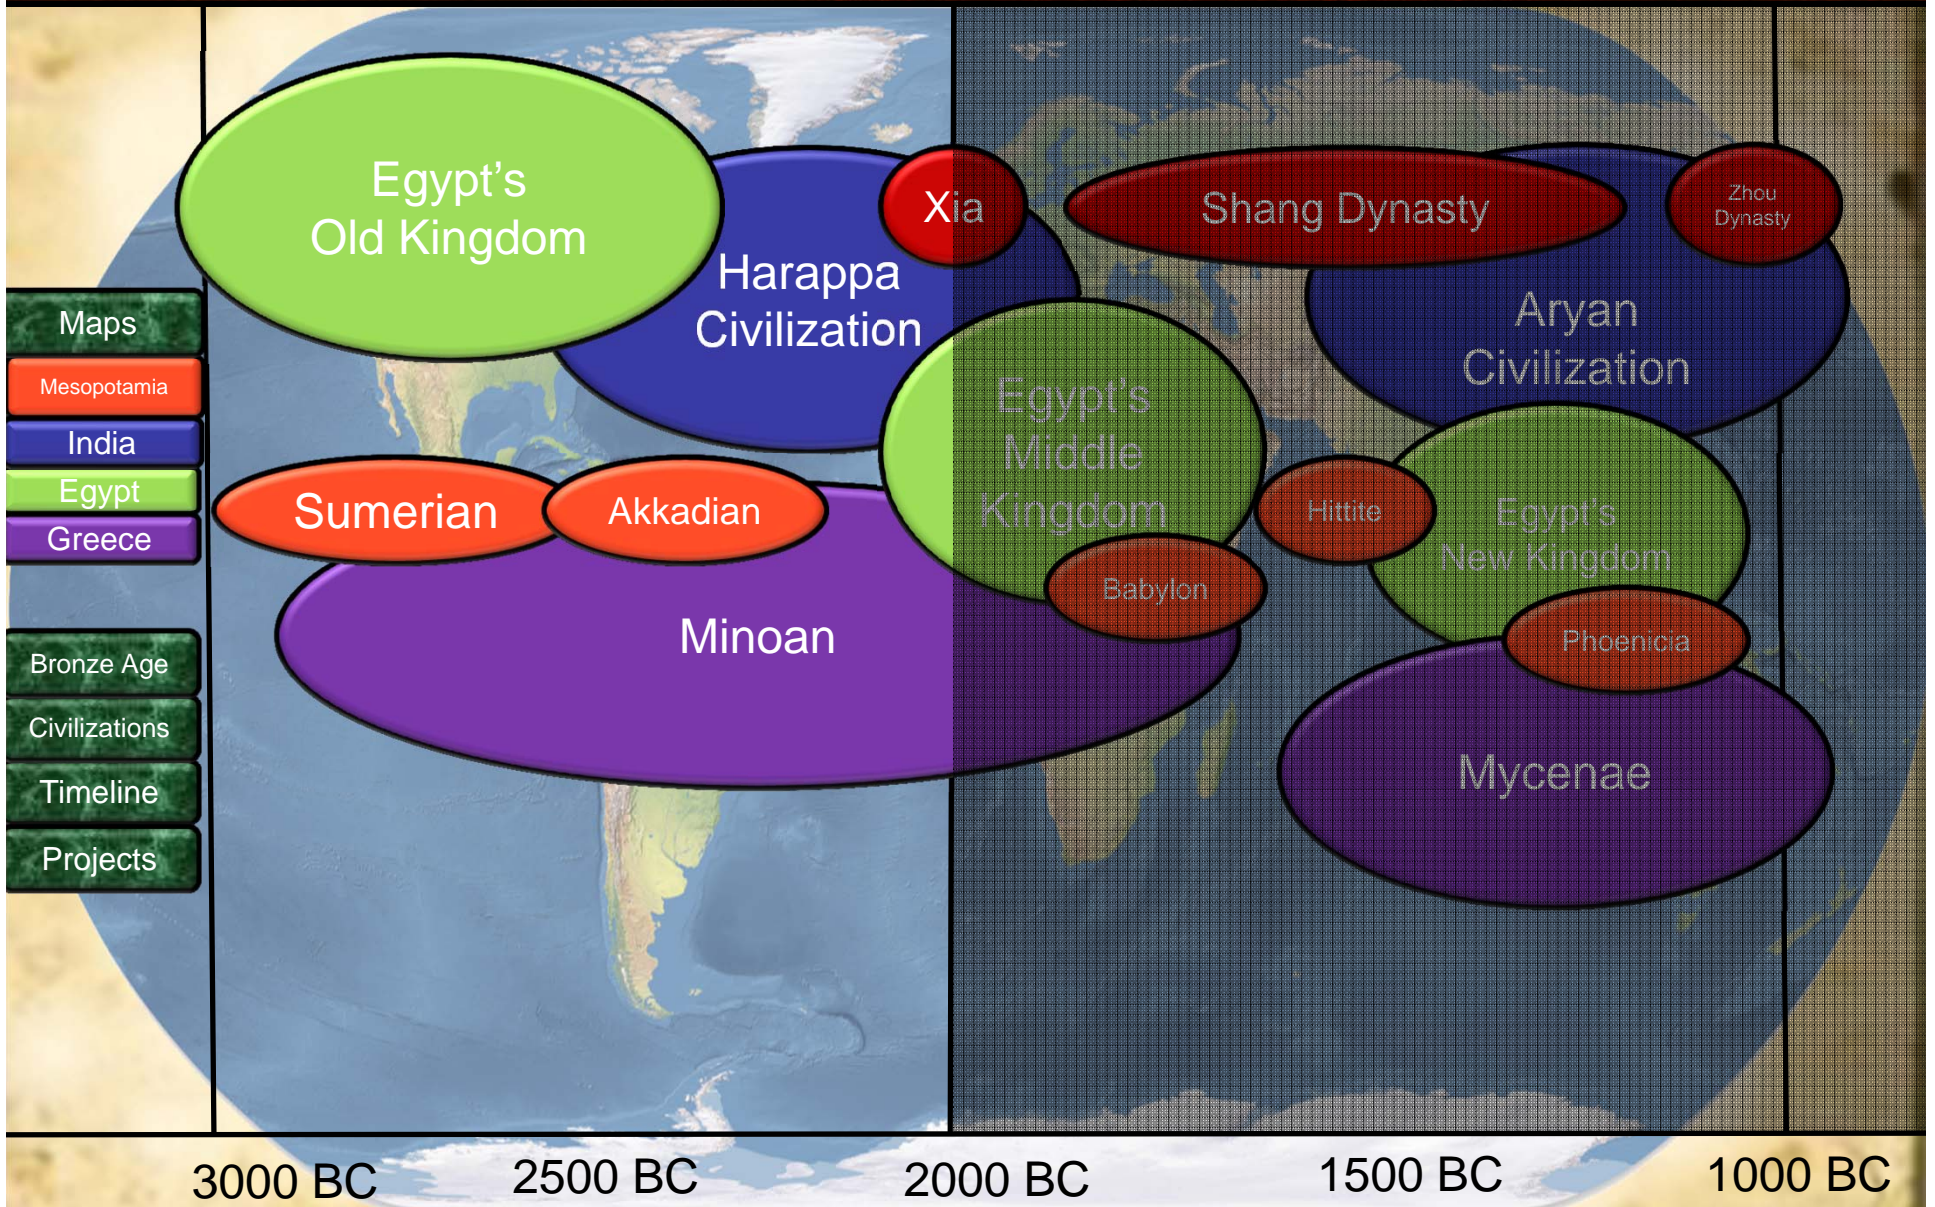 Egypt's
Old Kingdom
Harappa
Civilization
Xia
Shang Dynasty
Zhou
Dynasty
Aryan
Civilization
Maps
Mesopotamia
India
Egypt
Greece
Sumerian
Akkadian
Egypt's
Middle
Kingdom
Hittite
Egypt's
New Kingdom
Babylon
Minoan
Phoenicia
Mycenae
Bronze Age
Civilizations
Timeline
Projects
3000 BC
2500 BC
2000 BC
1500 BC
1000 BC